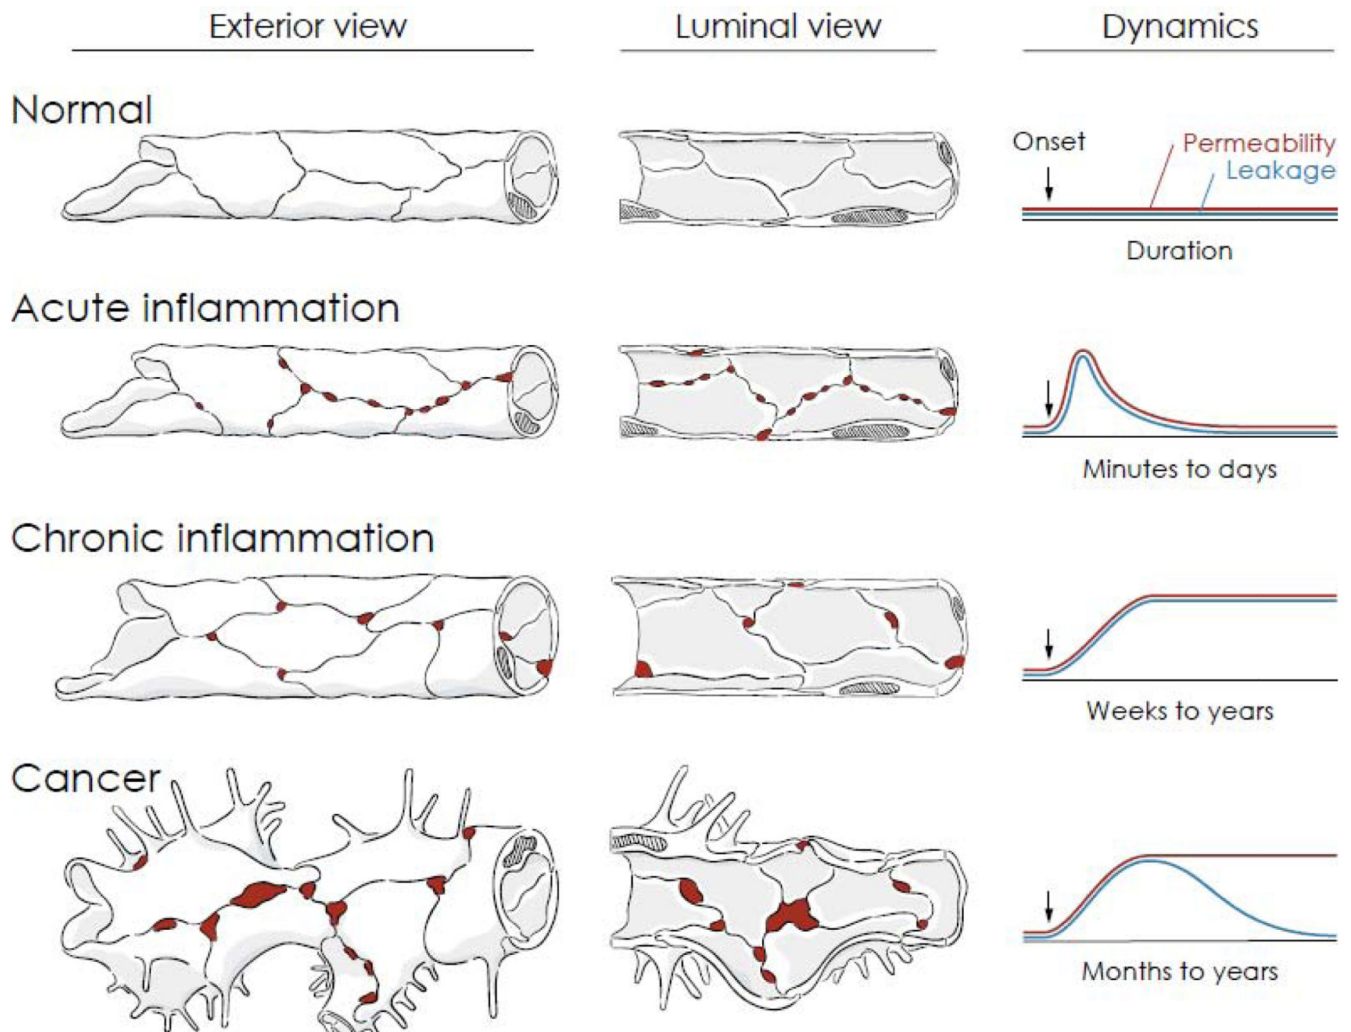 Exterior view
Luminal view
Dynamics
Normal
Onset
Permeability
Leakage
Duration
Acute inflammation
Minutes to days
Chronic inflammation
Weeks to years
Cancer
Months to years